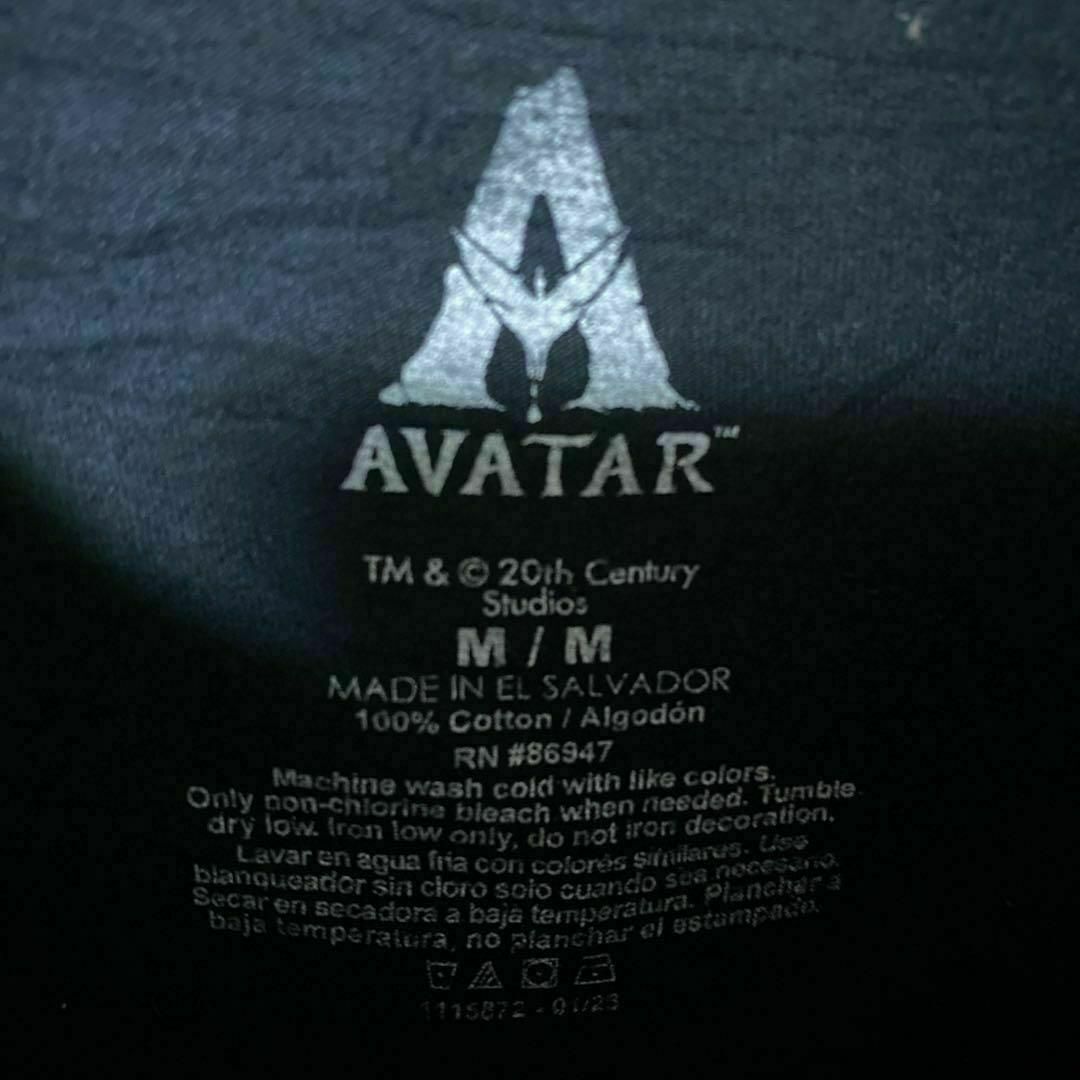 A
AVATAR™
TM & © 20th Century
Studios
M / M
MADE IN EL SALVADOR
100% Cotton / Algodón
RN #86947
Machine wash cold with like colors.
Only non-chlorine bleach when needed. Tumble
dry low. Iron low only, do not iron decoration.
Lavar en agua fria con colores similares. Use
blanqueador sin cloro solo cuando sea necesario.
Secar en secadora a baja temperatura. Planchar a
baja temperatura, no planchar el estampado.
1115872 - 01/23